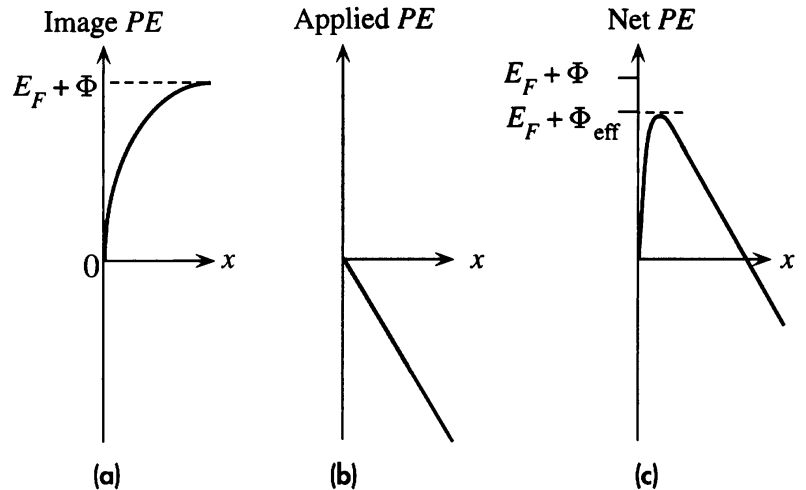 Image PE
E_F + Φ
0
x
(a)
Applied PE
x
(b)
Net PE
E_F + Φ
E_F + Φ_eff
x
(c)